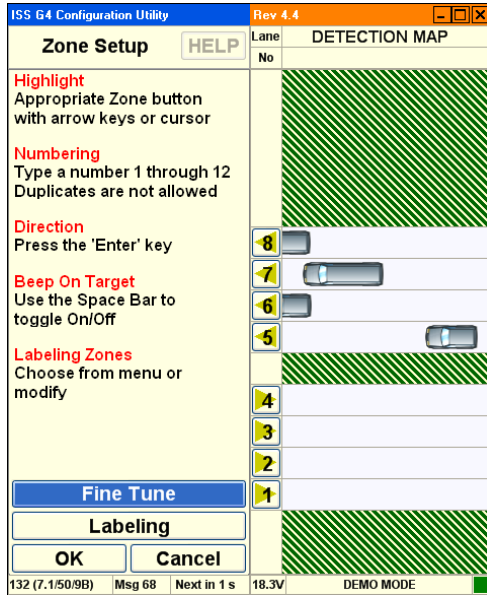 ISS G4 Configuration Utility
Rev 4.4
Zone Setup
HELP
Lane
No
DETECTION MAP
Highlight
Appropriate Zone button
with arrow keys or cursor
Numbering
Type a number 1 through 12
Duplicates are not allowed
Direction
Press the 'Enter' key
Beep On Target
Use the Space Bar to
toggle On/Off
Labeling Zones
Choose from menu or
modify
8
7
6
5
4
3
2
1
Fine Tune
Labeling
OK
Cancel
132 (7.1/50/9B)
Msg 68
Next in 1 s
18.3V
DEMO MODE